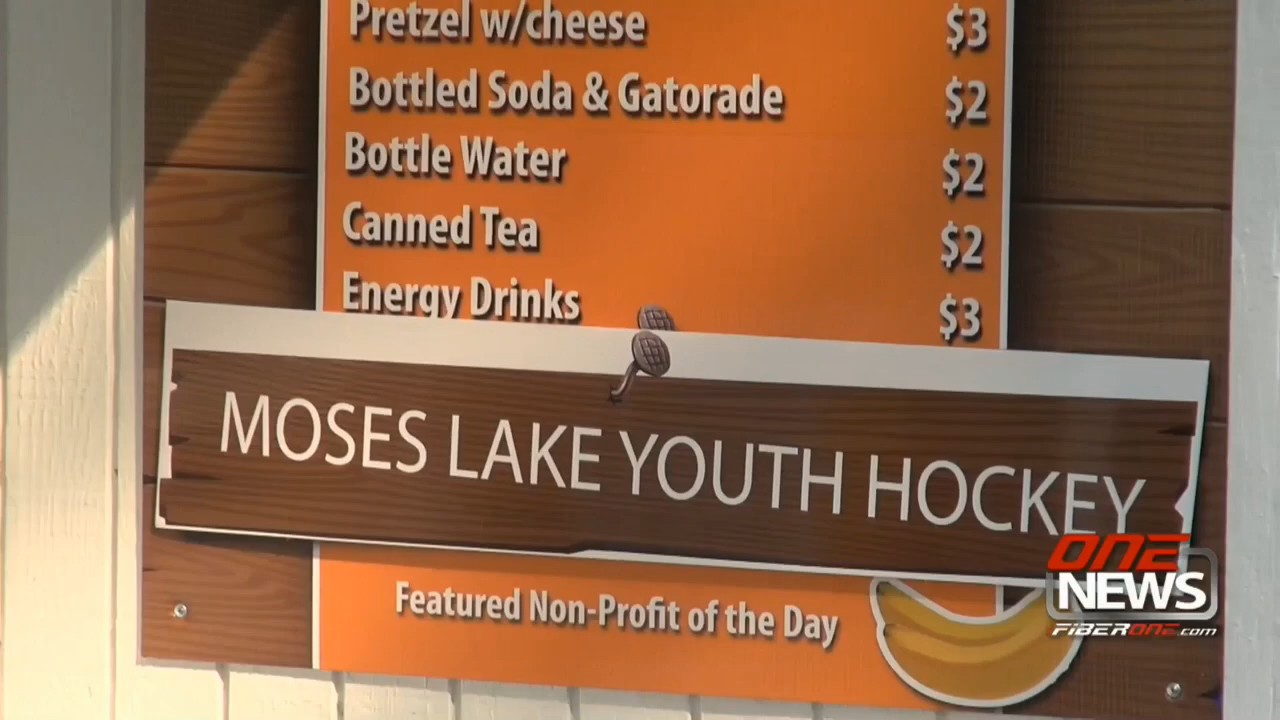 Pretzel w/cheese $3
Bottled Soda & Gatorade $2
Bottle Water $2
Canned Tea $2
Energy Drinks $3
MOSES LAKE YOUTH HOCKEY
Featured Non-Profit of the Day
ONE
NEWS
FIBERONE.com